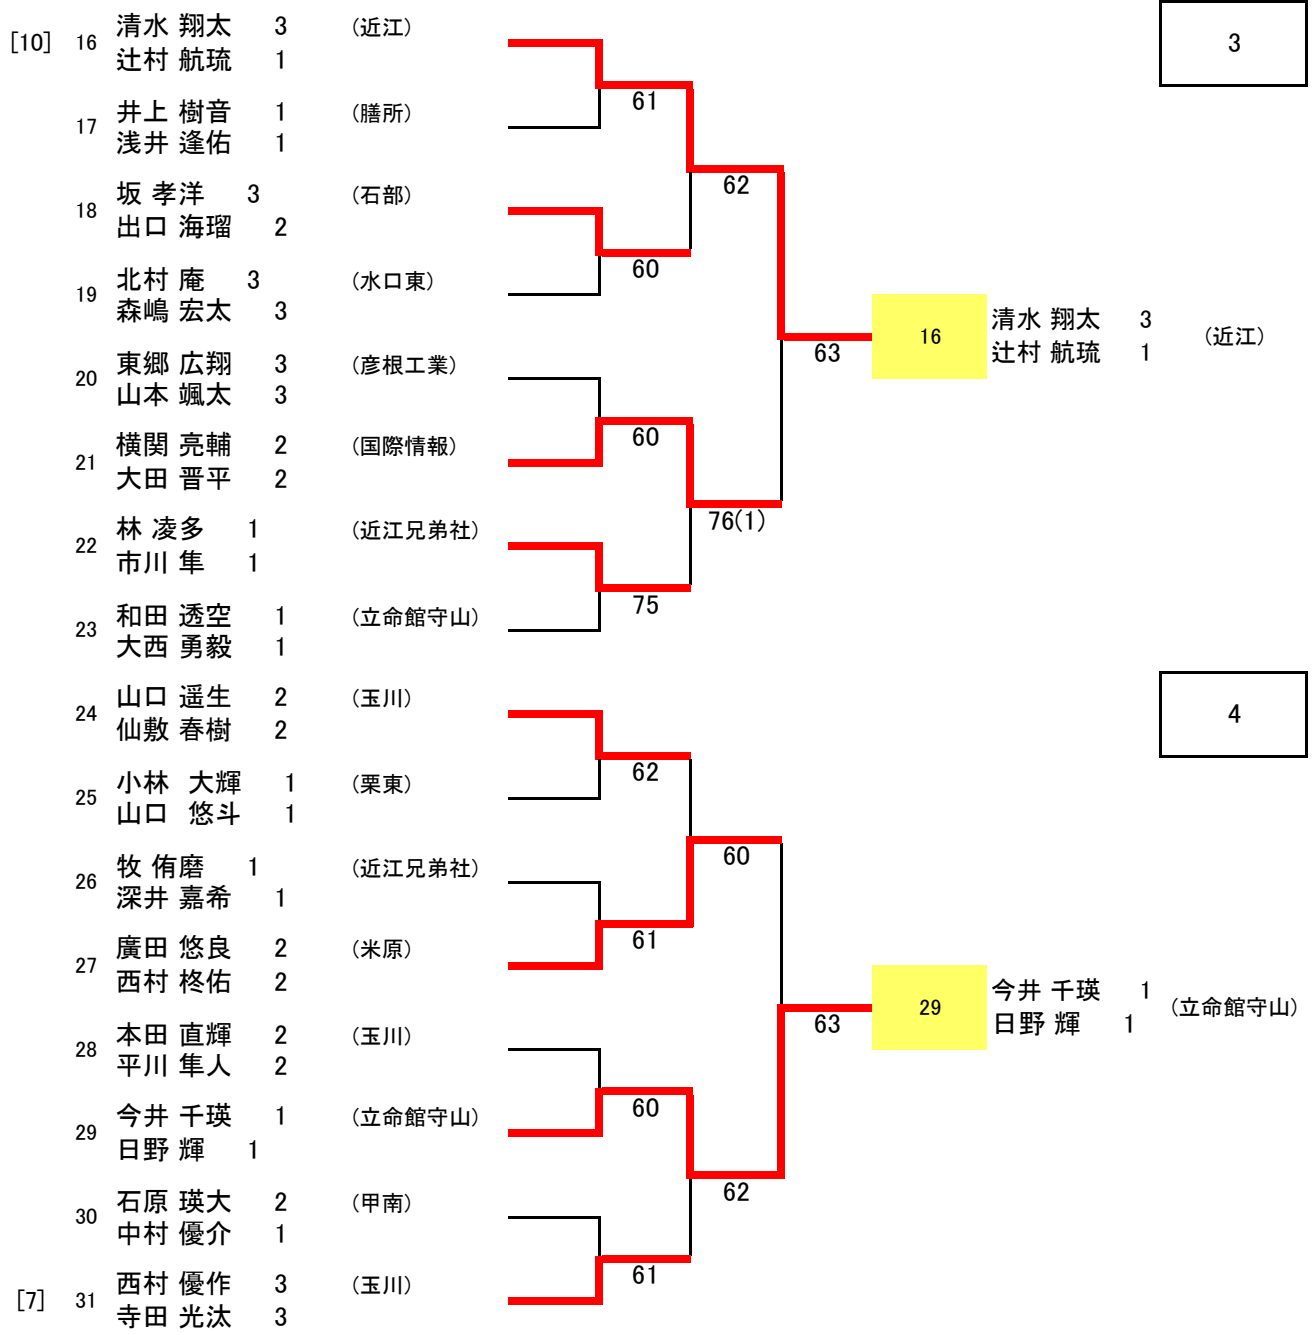 [10] 16 清水 翔太 3 (近江)
辻村 航琉 1
3
61
17 井上 樹音 1 (膳所)
浅井 逢佑 1
62
18 坂 孝洋 3 (石部)
出口 海瑠 2
60
19 北村 庵 3 (水口東)
森嶋 宏太 3
63
16 清水 翔太 3 (近江)
辻村 航琉 1
20 東郷 広翔 3 (彦根工業)
山本 颯太 3
60
21 横関 亮輔 2 (国際情報)
大田 晋平 2
76(1)
22 林 凌多 1 (近江兄弟社)
市川 隼 1
75
23 和田 透空 1 (立命館守山)
大西 勇毅 1
24 山口 遥生 2 (玉川)
仙敷 春樹 2
4
62
25 小林 大輝 1 (栗東)
山口 悠斗 1
60
26 牧 侑磨 1 (近江兄弟社)
深井 嘉希 1
61
27 廣田 悠良 2 (米原)
西村 柊佑 2
63
29 今井 千瑛 1 (立命館守山)
日野 輝 1
28 本田 直輝 2 (玉川)
平川 隼人 2
60
29 今井 千瑛 1 (立命館守山)
日野 輝 1
62
30 石原 瑛大 2 (甲南)
中村 優介 1
61
[7] 31 西村 優作 3 (玉川)
寺田 光汰 3